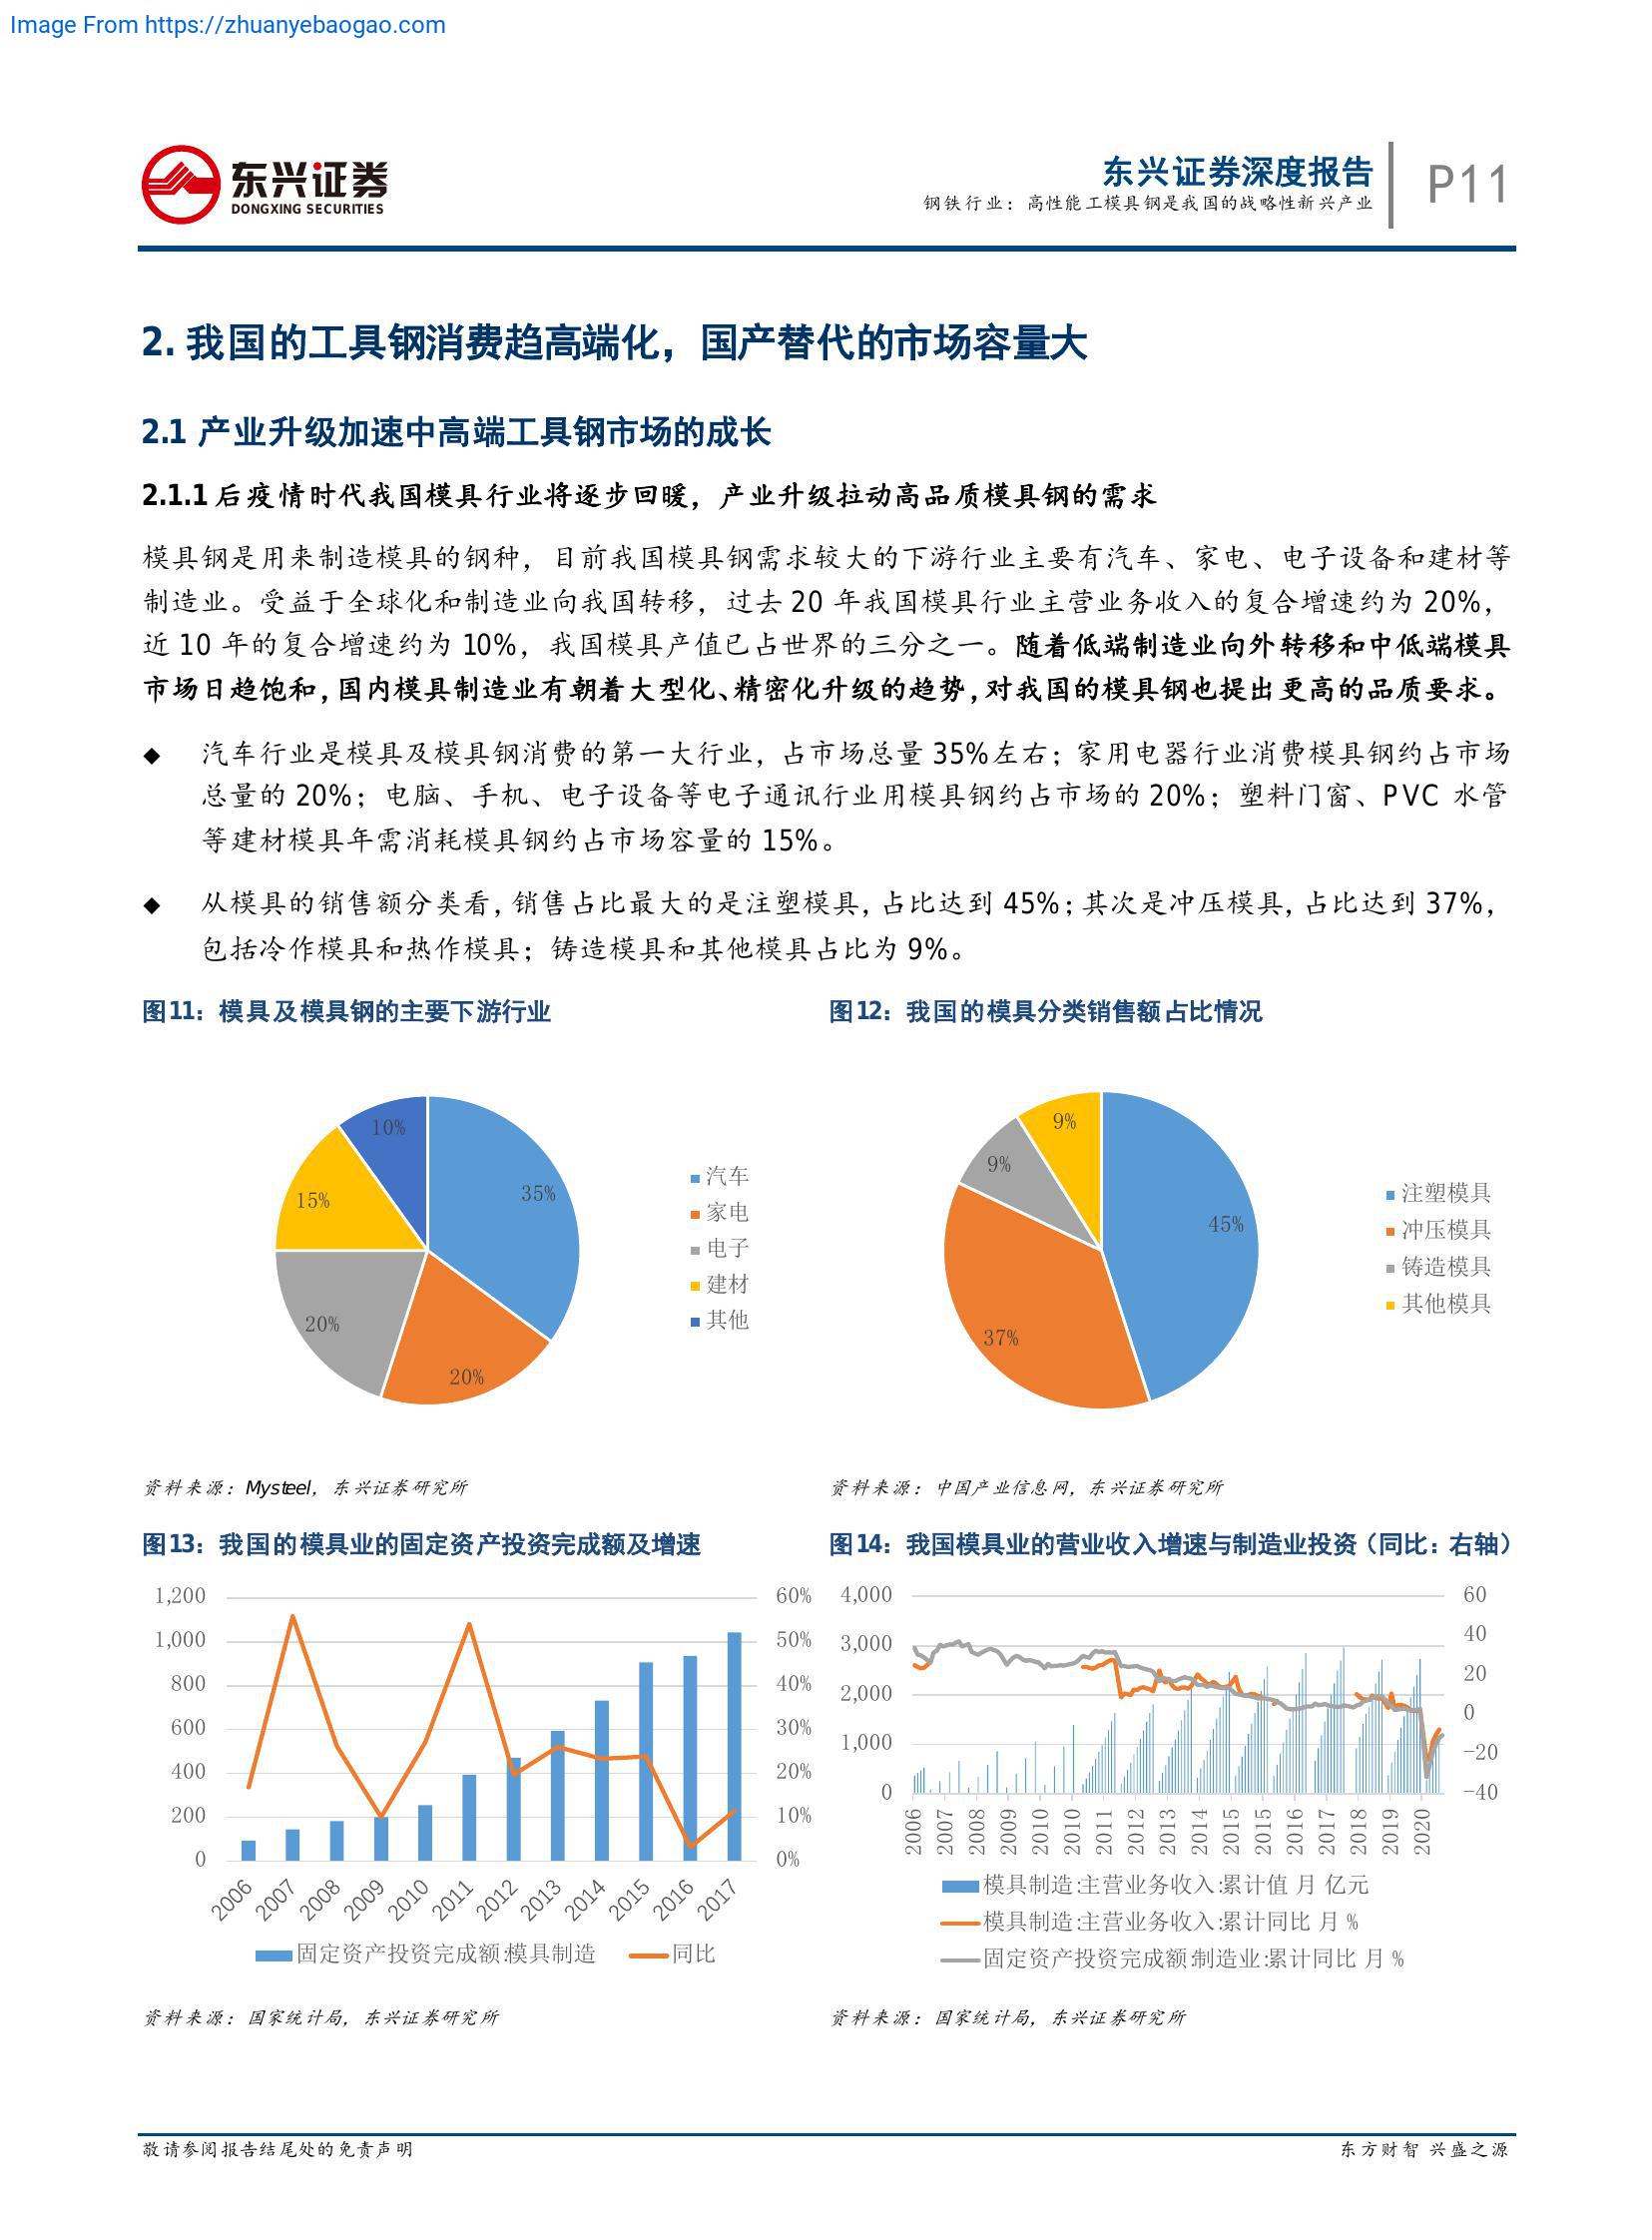 Image From https://zhuanyebaogao.com
东兴证券
DONGXING SECURITIES
东兴证券深度报告
钢铁行业：高性能工模具钢是我国的战略性新兴产业
P11
2. 我国的工具钢消费趋高端化，国产替代的市场容量大
2.1 产业升级加速中高端工具钢市场的成长
2.1.1 后疫情时代我国模具行业将逐步回暖，产业升级拉动高品质模具钢的需求
模具钢是用来制造模具的钢种，目前我国模具钢需求较大的下游行业主要有汽车、家电、电子设备和建材等
制造业。受益于全球化和制造业向我国转移，过去 20 年我国模具行业主营业务收入的复合增速约为 20%，
近 10 年的复合增速约为 10%，我国模具产值已占世界的三分之一。随着低端制造业向外转移和中低端模具
市场日趋饱和，国内模具制造业有朝着大型化、精密化升级的趋势，对我国的模具钢也提出更高的品质要求。
◆ 汽车行业是模具及模具钢消费的第一大行业，占市场总量 35%左右；家用电器行业消费模具钢约占市场
总量的 20%；电脑、手机、电子设备等电子通讯行业用模具钢约占市场的 20%；塑料门窗、PVC 水管
等建材模具年需消耗模具钢约占市场容量的 15%。
◆ 从模具的销售额分类看，销售占比最大的是注塑模具，占比达到 45%；其次是冲压模具，占比达到 37%，
包括冷作模具和热作模具；铸造模具和其他模具占比为 9%。
图11：模具及模具钢的主要下游行业
10%
35%
15%
20%
20%
汽车
家电
电子
建材
其他
资料来源：Mysteel，东兴证券研究所
图12：我国的模具分类销售额占比情况
9%
9%
45%
37%
注塑模具
冲压模具
铸造模具
其他模具
资料来源：中国产业信息网，东兴证券研究所
图13：我国的模具业的固定资产投资完成额及增速
1,200 60%
1,000 50%
800 40%
600 30%
400 20%
200 10%
0 0%
2006 2007 2008 2009 2010 2011 2012 2013 2014 2015 2016 2017
固定资产投资完成额:模具制造 同比
资料来源：国家统计局，东兴证券研究所
图14：我国模具业的营业收入增速与制造业投资（同比：右轴）
4,000 60
40
3,000
20
2,000
0
1,000
-20
0 -40
2006 2007 2008 2009 2010 2010 2011 2012 2013 2014 2015 2015 2016 2017 2018 2019 2020
模具制造:主营业务收入:累计值 月 亿元
模具制造:主营业务收入:累计同比 月 %
固定资产投资完成额:制造业:累计同比 月 %
资料来源：国家统计局，东兴证券研究所
敬请参阅报告结尾处的免责声明
东方财智 兴盛之源